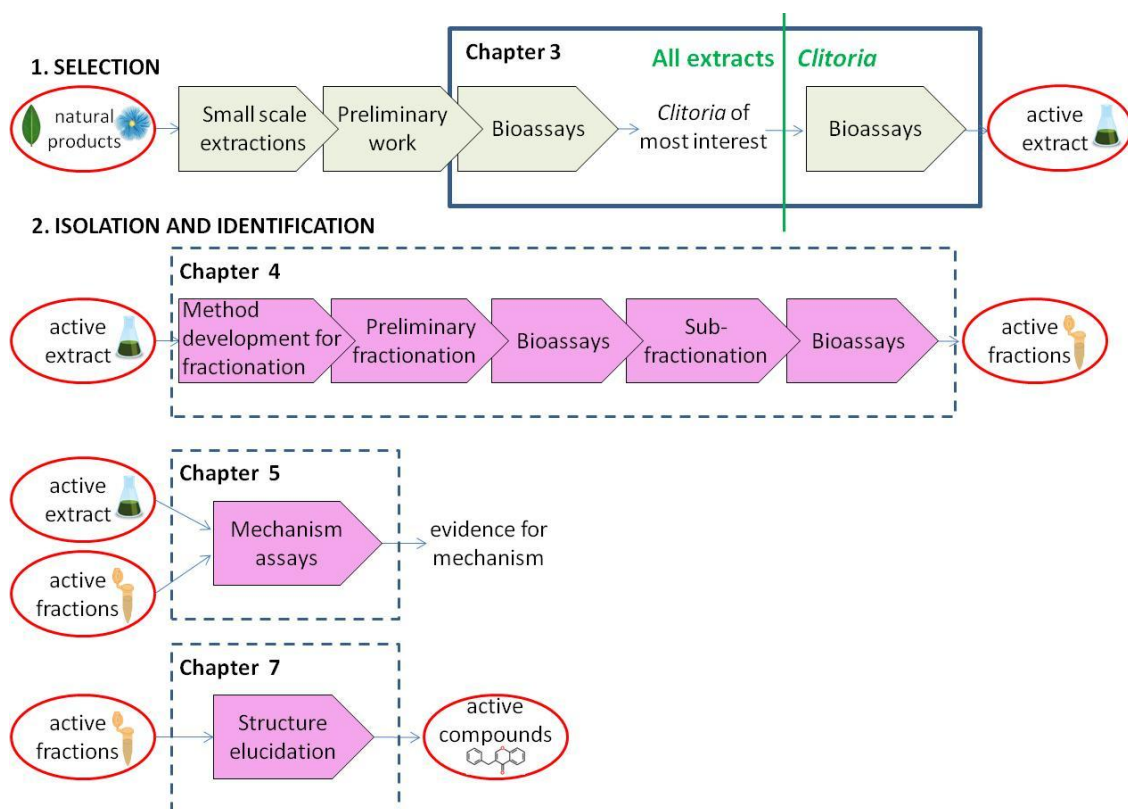 Chapter 3
All extracts
Clitoria
1. SELECTION
natural
products
Small scale
extractions
Preliminary
work
Bioassays
Clitoria of
most interest
Bioassays
active
extract
2. ISOLATION AND IDENTIFICATION
Chapter 4
active
extract
Method
development for
fractionation
Preliminary
fractionation
Bioassays
Sub-
fractionation
Bioassays
active
fractions
Chapter 5
active
extract
active
fractions
Mechanism
assays
evidence for
mechanism
Chapter 7
active
fractions
Structure
elucidation
active
compounds
O
O